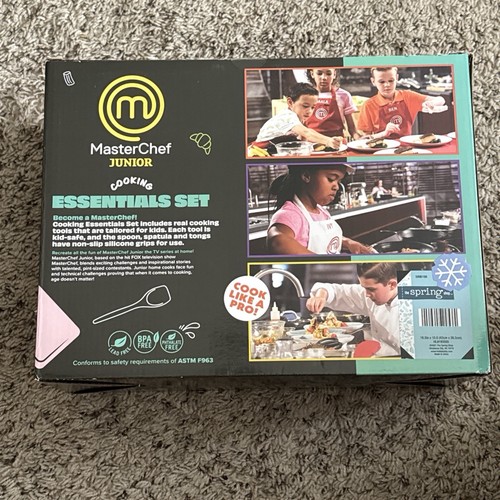 MasterChef
JUNIOR
COOKING
ESSENTIALS SET
Become a MasterChef!
Cooking Essentials Set includes real cooking
tools that are tailored for kids. Each tool is
kid-safe, and the spoon, spatula and tongs
have non-slip silicone grips for use.
Recreate all the fun of MasterChef Junior the TV series at home!
MasterChef Junior, based on the hit FOX television show
MasterChef, blends exciting challenges and inspirational stories
with talented, pint-sized contestants. Junior home cooks face fun
and technical challenges proving that when it comes to cooking,
age doesn't matter!
LEAD FREE
BPA
FREE
PHTHALATE
FREE
Conforms to safety requirements of ASTM F963
COOK
LIKE A
PRO!
the spring shop